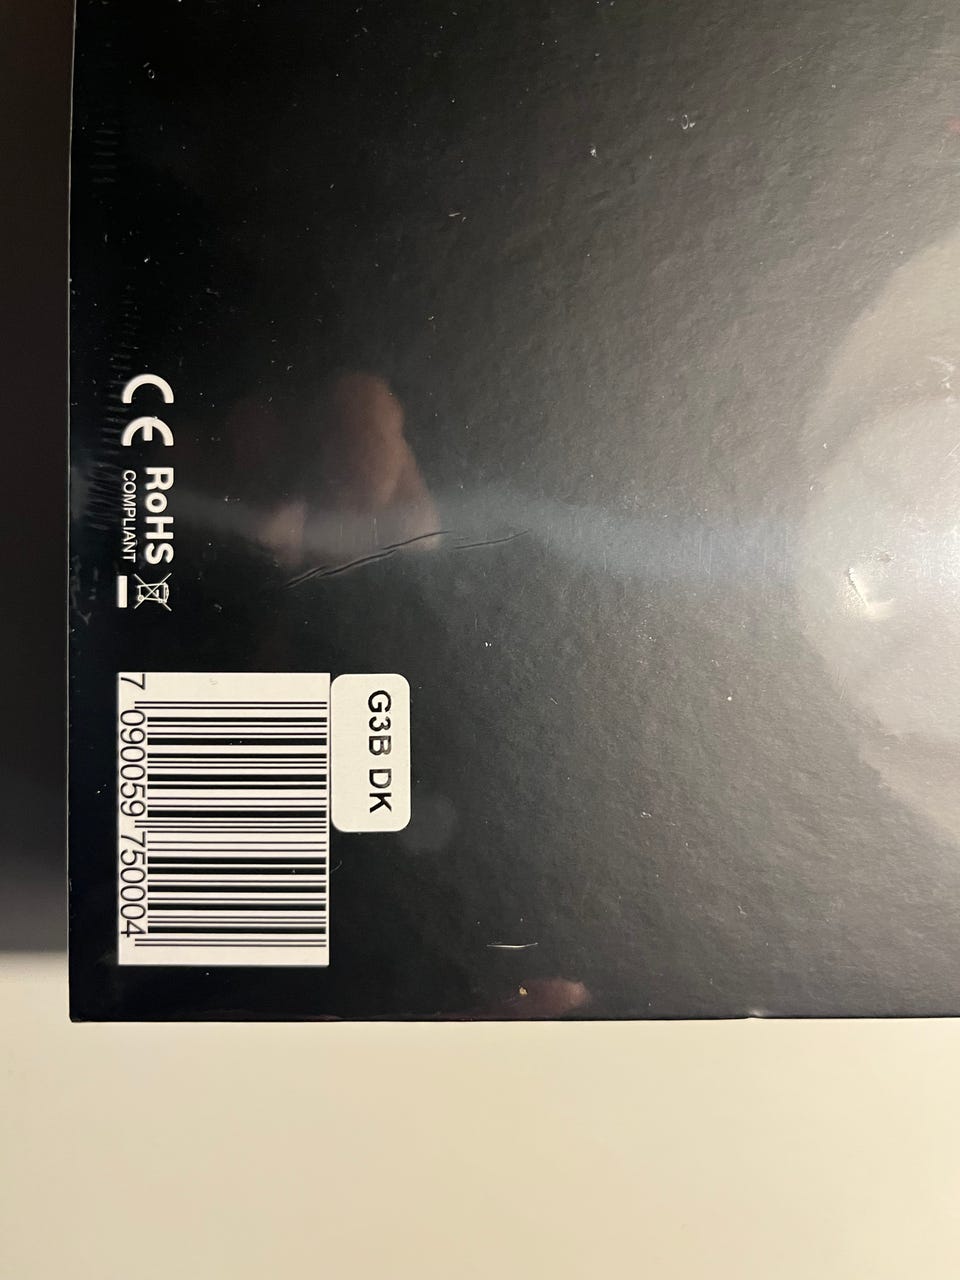 CE RoHS
COMPLIANT
G3B DK
7 090059 750004